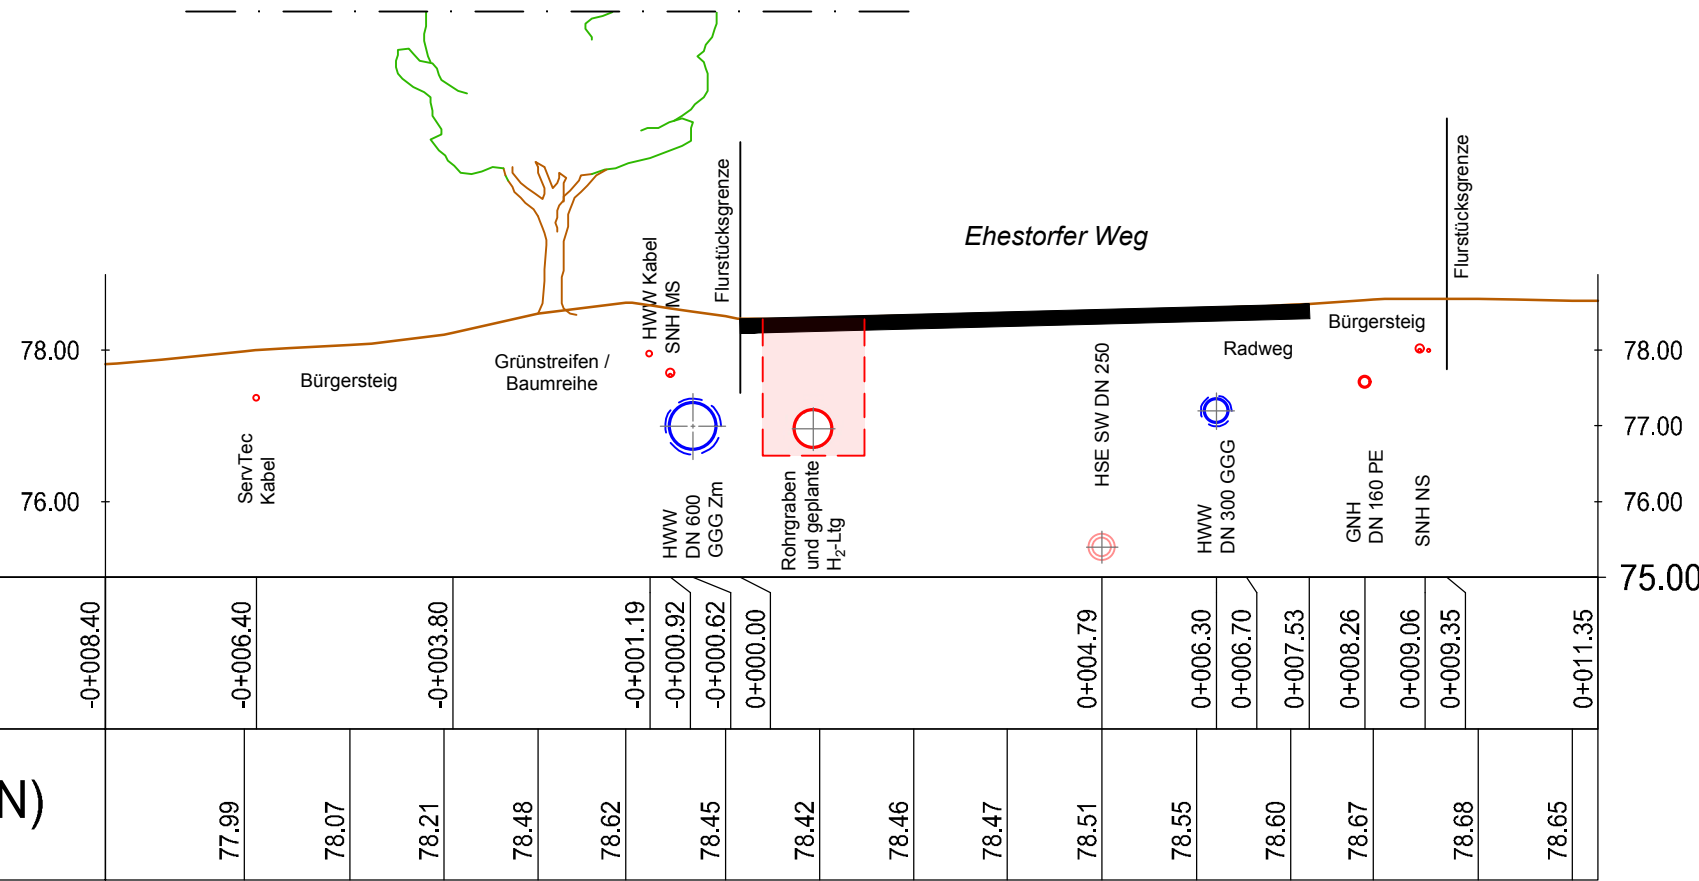 Ehestorfer Weg
Flurstücksgrenze
Flurstücksgrenze
HWW Kabel
SNH MS
Bürgersteig
Grünstreifen /
Baumreihe
Radweg
Bürgersteig
78.00
76.00
78.00
77.00
76.00
75.00
ServTec
Kabel
HWW
DN 600
GGG Zm
Rohrgraben
und geplante
H₂-Ltg
HSE SW DN 250
HWW
DN 300 GGG
GNH
DN 160 PE
SNH NS
-0+008.40
-0+006.40
-0+003.80
-0+001.19
-0+000.92
-0+000.62
0+000.00
0+004.79
0+006.30
0+006.70
0+007.53
0+008.26
0+009.06
0+009.35
0+011.35
N)
77.99
78.07
78.21
78.48
78.62
78.45
78.42
78.46
78.47
78.51
78.55
78.60
78.67
78.68
78.65